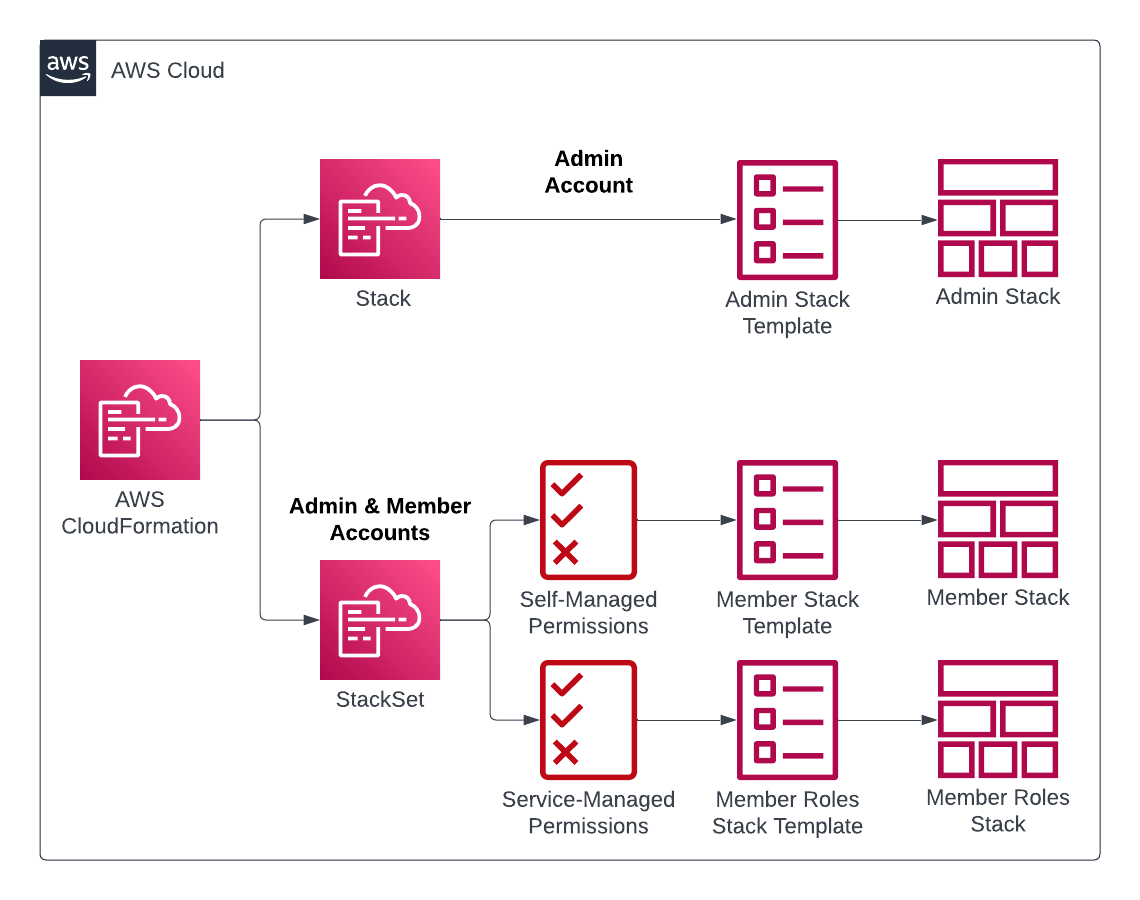 aws
AWS Cloud
Admin
Account
Stack
Admin Stack
Template
Admin Stack
AWS
CloudFormation
Admin & Member
Accounts
StackSet
Self-Managed
Permissions
Member Stack
Template
Member Stack
Service-Managed
Permissions
Member Roles
Stack Template
Member Roles
Stack